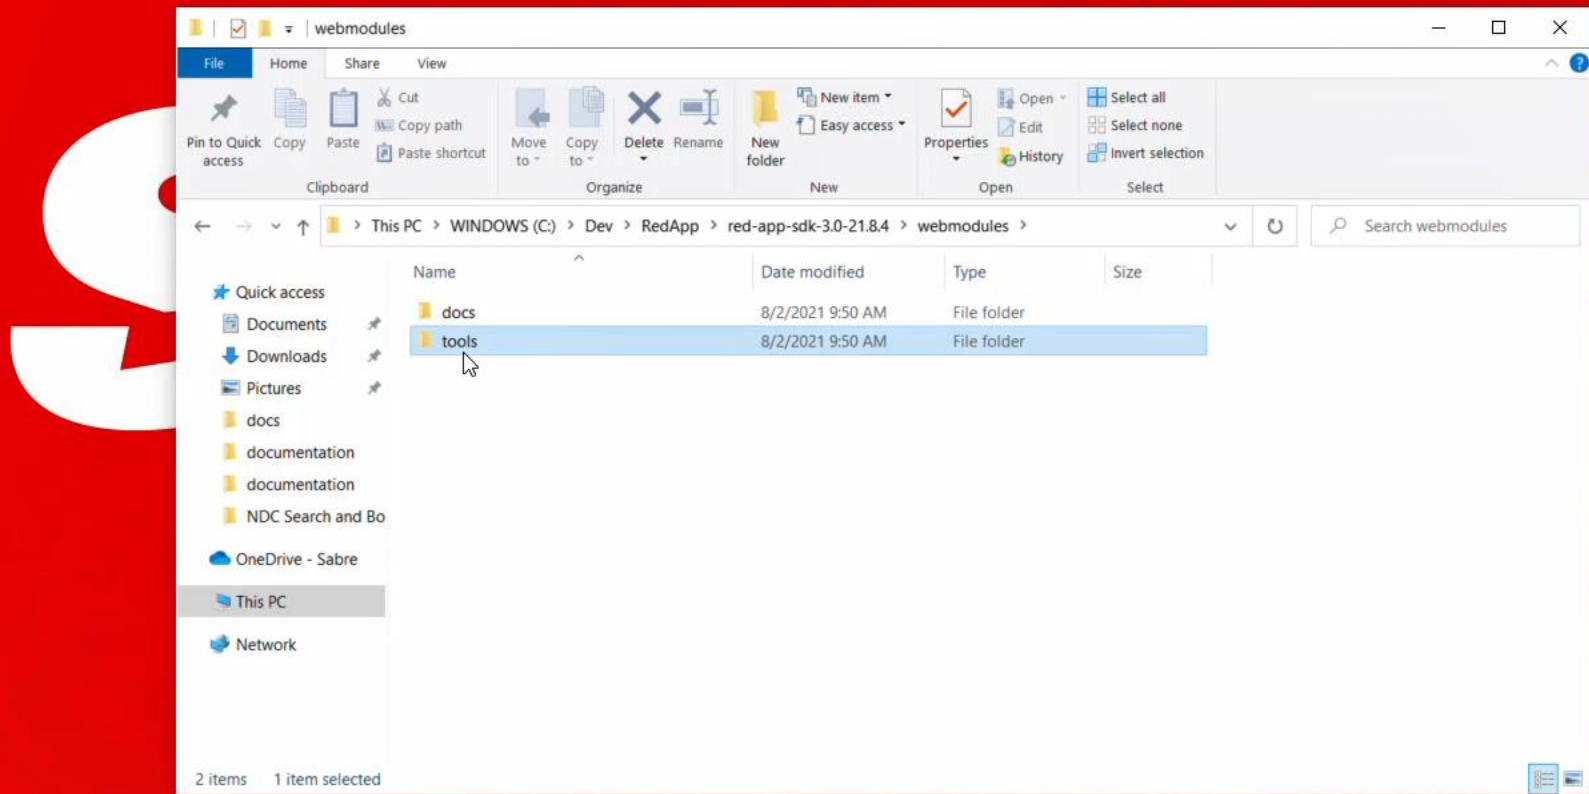 webmodules
File Home Share View
Pin to Quick access
Copy
Paste
Cut
Copy path
Paste shortcut
Clipboard
Move to
Copy to
Delete
Rename
Organize
New folder
New item
Easy access
New
Properties
Open
Edit
History
Open
Select all
Select none
Invert selection
Select
This PC > WINDOWS (C:) > Dev > RedApp > red-app-sdk-3.0-21.8.4 > webmodules >
Search webmodules
Name Date modified Type Size
docs 8/2/2021 9:50 AM File folder
tools 8/2/2021 9:50 AM File folder
Quick access
Documents
Downloads
Pictures
docs
documentation
documentation
NDC Search and Bo
OneDrive - Sabre
This PC
Network
2 items 1 item selected